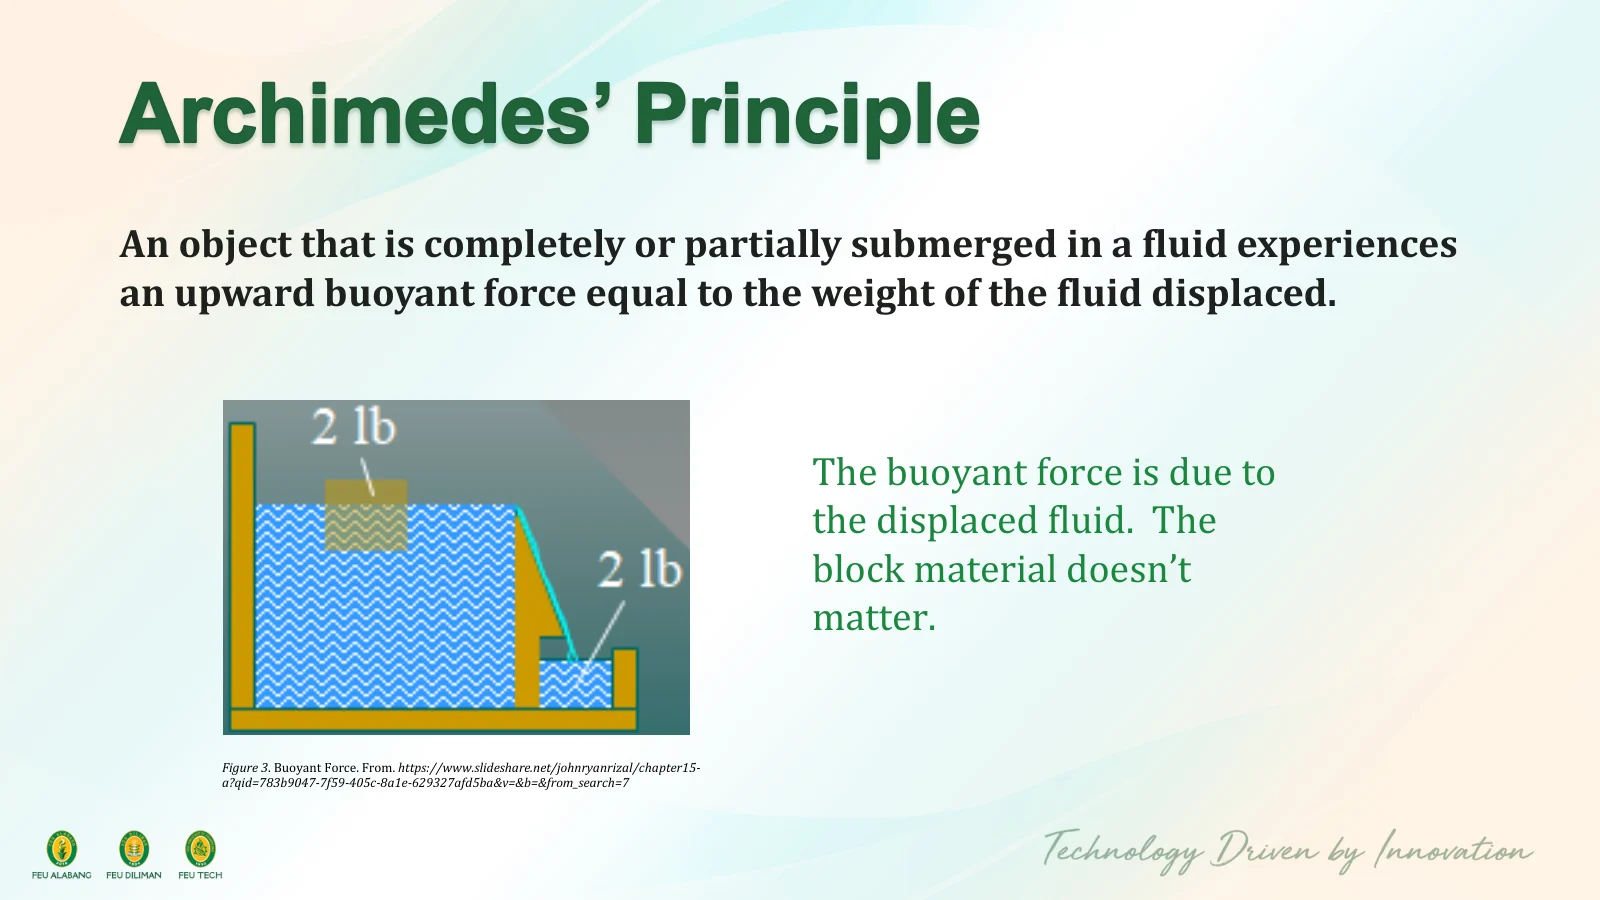 Archimedes’ Principle
An object that is completely or partially submerged in a fluid experiences
an upward buoyant force equal to the weight of the fluid displaced.
2 lb
2 lb
The buoyant force is due to
the displaced fluid.  The
block material doesn’t
matter.
Figure 3. Buoyant Force. From. https://www.slideshare.net/johnryanrizal/chapter15-
a?qid=783b9047-7f59-405c-8a1e-629327afd5ba&v=&b=&from_search=7
FEU ALABANG
FEU DILIMAN
FEU TECH
Technology Driven by Innovation